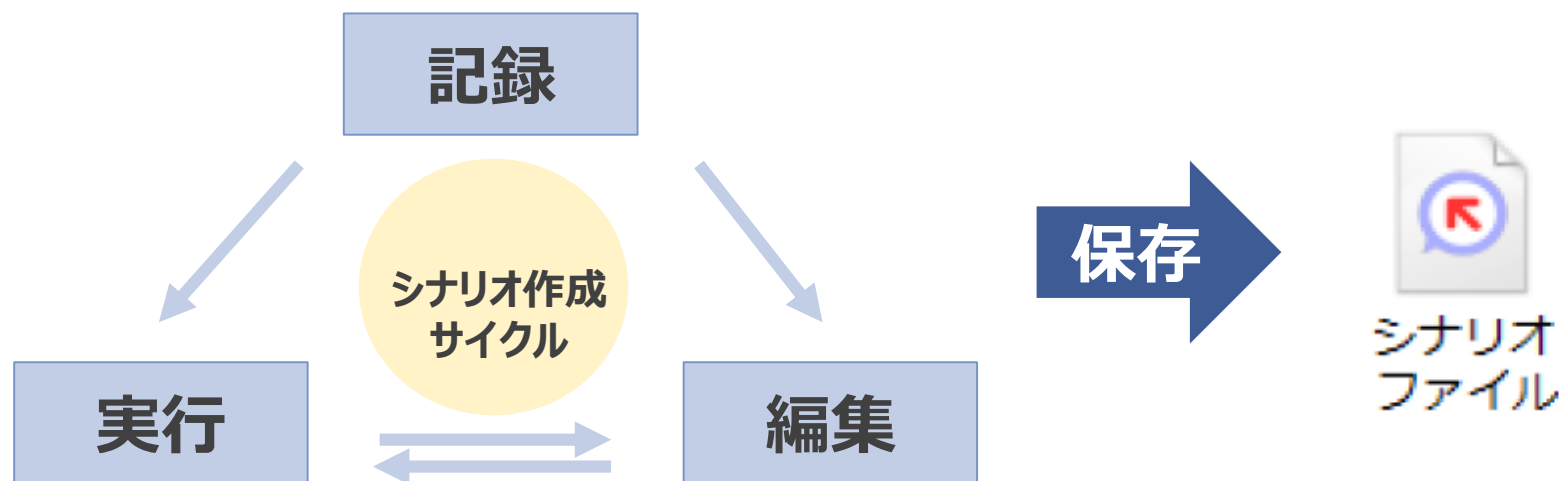 記録
シナリオ作成
サイクル
実行
編集
保存
シナリオ
ファイル